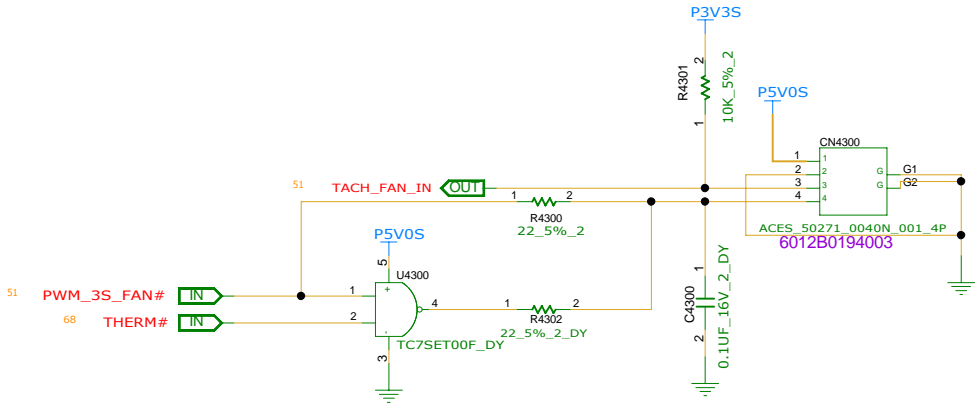 P3V3S
2
R4301
10K_5%_2
1
P5V0S
CN4300
1
1
2
2
3
3
4
4
G
G1
G
G2
ACES_50271_0040N_001_4P
6012B0194003
51
TACH_FAN_IN
OUT
1
2
R4300
22_5%_2
P5V0S
5
U4300
+
51
PWM_3S_FAN#
IN
1
4
1
2
R4302
22_5%_2_DY
68
THERM#
IN
2
-
TC7SET00F_DY
3
1
C4300
0.1UF_16V_2_DY
2